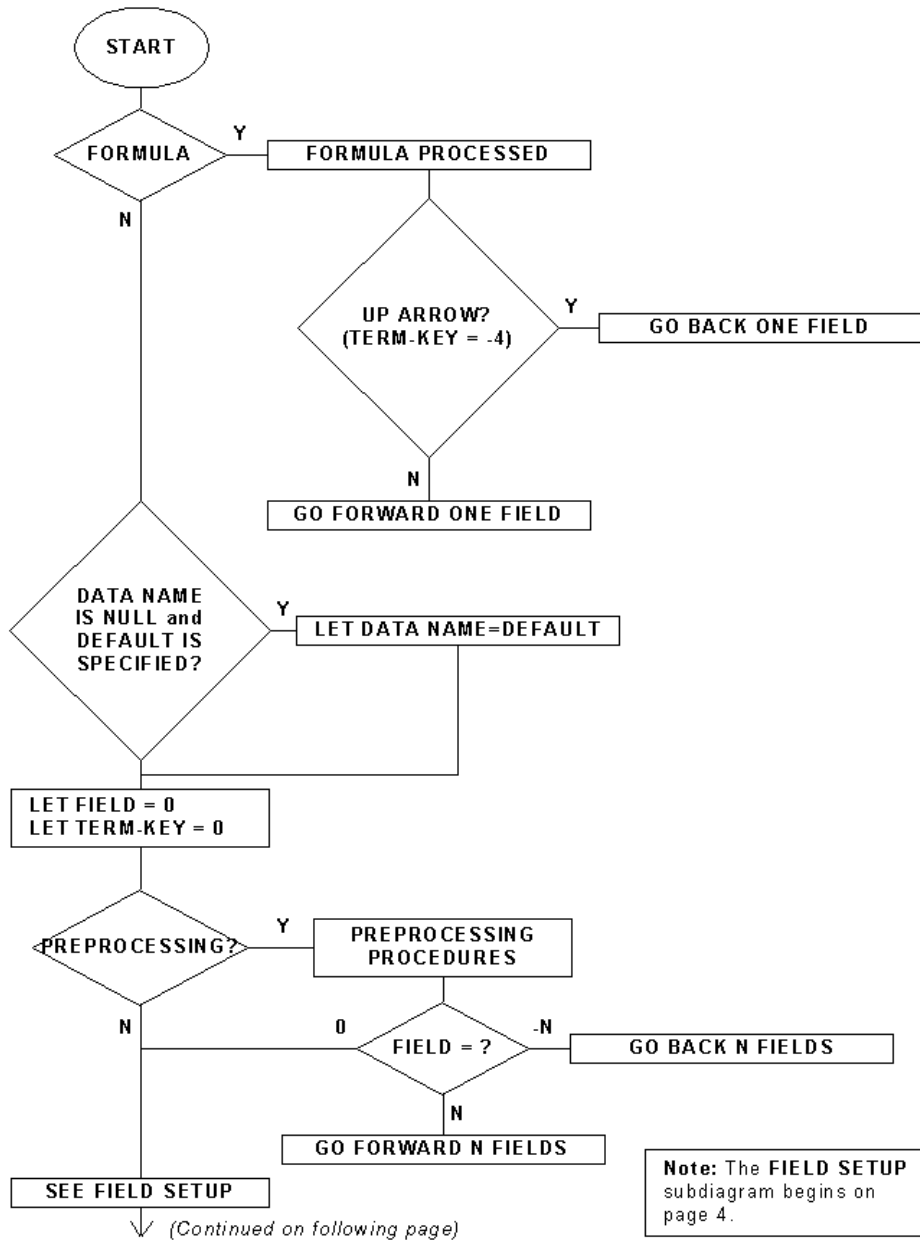 START
FORMULA
Y
FORMULA PROCESSED
N
UP ARROW?
(TERM-KEY = -4)
Y
GO BACK ONE FIELD
N
GO FORWARD ONE FIELD
DATA NAME
IS NULL and
DEFAULT IS
SPECIFIED?
Y
LET DATA NAME=DEFAULT
LET FIELD = 0
LET TERM-KEY = 0
PREPROCESSING?
Y
PREPROCESSING
PROCEDURES
N
0
FIELD = ?
-N
GO BACK N FIELDS
N
GO FORWARD N FIELDS
SEE FIELD SETUP
(Continued on following page)
Note: The FIELD SETUP
subdiagram begins on
page 4.